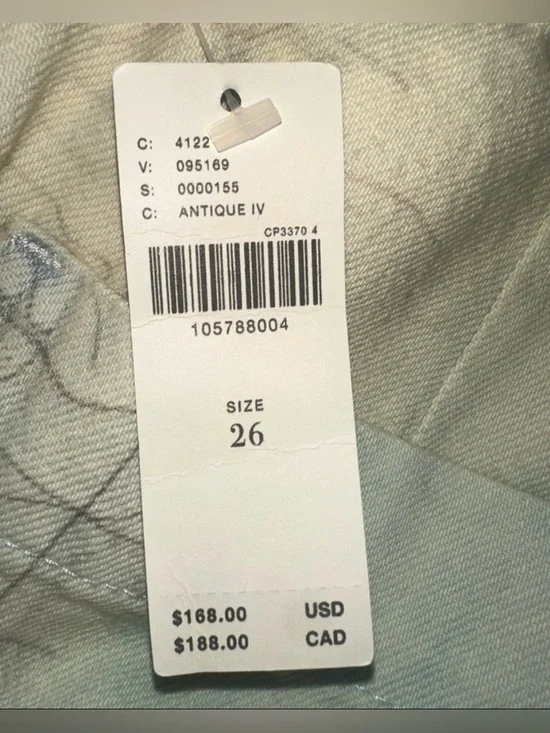 C: 4122
V: 095169
S: 0000155
C: ANTIQUE IV
CP3370 4
105788004
SIZE
26
$168.00 USD
$188.00 CAD